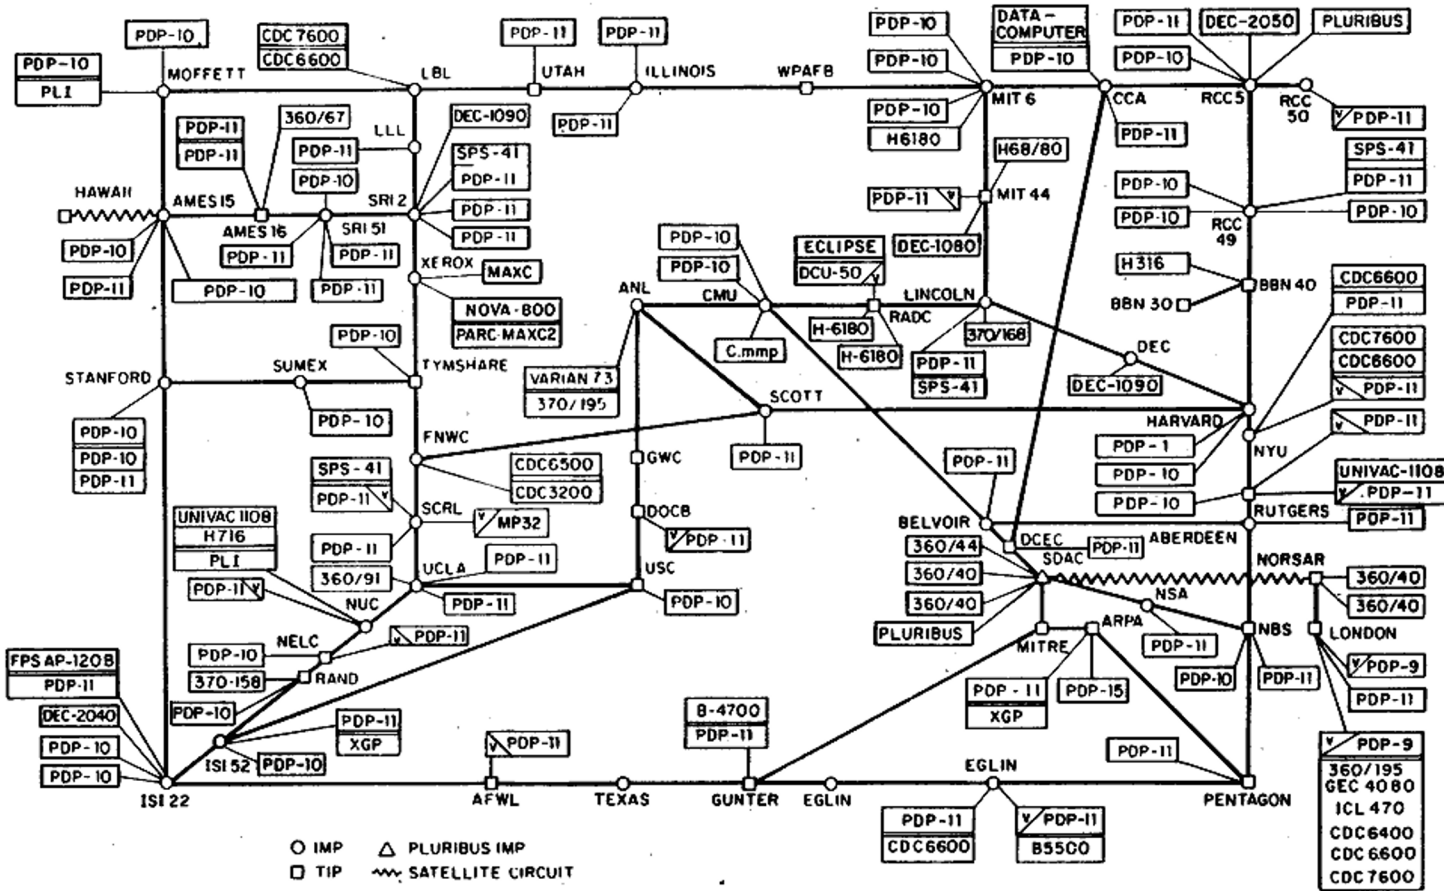 PDP-10
CDC7600
CDC6600
PDP-11
PDP-11
PDP-10
DATA-
COMPUTER
PDP-10
PDP-11
DEC-2050
PLURIBUS
PDP-10
PLI
MOFFETT
LBL
UTAH
ILLINOIS
WPAFB
PDP-10
MIT 6
CCA
PDP-10
RCC 5
RCC
50
PDP-11
PDP-10
H6180
PDP-11
PDP-11
V PDP-11
PDP-11
PDP-11
360/67
LLL
PDP-11
DEC-1090
SPS-41
PDP-11
H68/80
SPS-41
PDP-11
HAWAII
AMES 15
PDP-10
SRI 2
PDP-11
PDP-11
PDP-11 V
MIT 44
PDP-10
PDP-10
PDP-10
AMES 16
SRI 51
RCC
49
PDP-10
PDP-11
PDP-11
PDP-11
PDP-11
PDP-10
XEROX
MAXC
PDP-10
PDP-10
ECLIPSE
DCU-50
V
DEC-1080
H316
BBN 40
BBN 30
CDC6600
PDP-11
NOVA-800
PARC-MAXC2
ANL
CMU
RADC
LINCOLN
C.mmp
H-6180
H-6180
370/168
PDP-11
SPS-41
DEC
DEC-1090
CDC7600
CDC6600
V PDP-11
V PDP-11
PDP-10
STANFORD
SUMEX
TYMSHARE
VARIAN 73
370/195
SCOTT
PDP-11
HARVARD
NYU
PDP-10
PDP-10
PDP-11
PDP-10
FNWC
CDC6500
CDC3200
GWC
PDP-11
PDP-1
PDP-10
PDP-10
UNIVAC-1108
V PDP-11
SPS-41
PDP-11 V
SCRL
V MP32
DOCB
V PDP-11
BELVOIR
DCEC
PDP-11
ABERDEEN
RUTGERS
PDP-11
UNIVAC 1108
H716
PLI
PDP-11
360/91
UCLA
PDP-11
PDP-11
USC
PDP-10
360/44
360/40
360/40
PLURIBUS
SDAC
NORSAR
360/40
360/40
PDP-11 V
NUC
NSA
PDP-11
MITRE
ARPA
NBS
LONDON
NELC
PDP-10
V PDP-11
370-158
RAND
PDP-10
PDP-11
XGP
PDP-15
PDP-10
PDP-11
V PDP-9
PDP-11
FPS AP-120B
PDP-11
DEC-2040
PDP-10
PDP-10
ISI 22
ISI 52
PDP-11
XGP
PDP-10
V PDP-11
AFWL
TEXAS
B-4700
PDP-11
GUNTER
EGLIN
EGLIN
PDP-11
PENTAGON
PDP-11
CDC6600
V PDP-11
B5500
V PDP-9
360/195
GEC 4080
ICL 470
CDC6400
CDC6600
CDC7600
IMP
PLURIBUS IMP
TIP
SATELLITE CIRCUIT